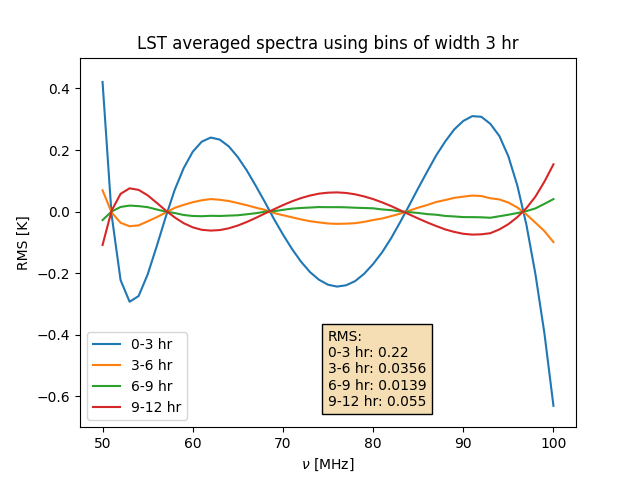 LST averaged spectra using bins of width 3 hr
RMS [K]
0.4
0.2
0.0
−0.2
−0.4
−0.6
0-3 hr
3-6 hr
6-9 hr
9-12 hr
RMS:
0-3 hr: 0.22
3-6 hr: 0.0356
6-9 hr: 0.0139
9-12 hr: 0.055
50 60 70 80 90 100
ν [MHz]